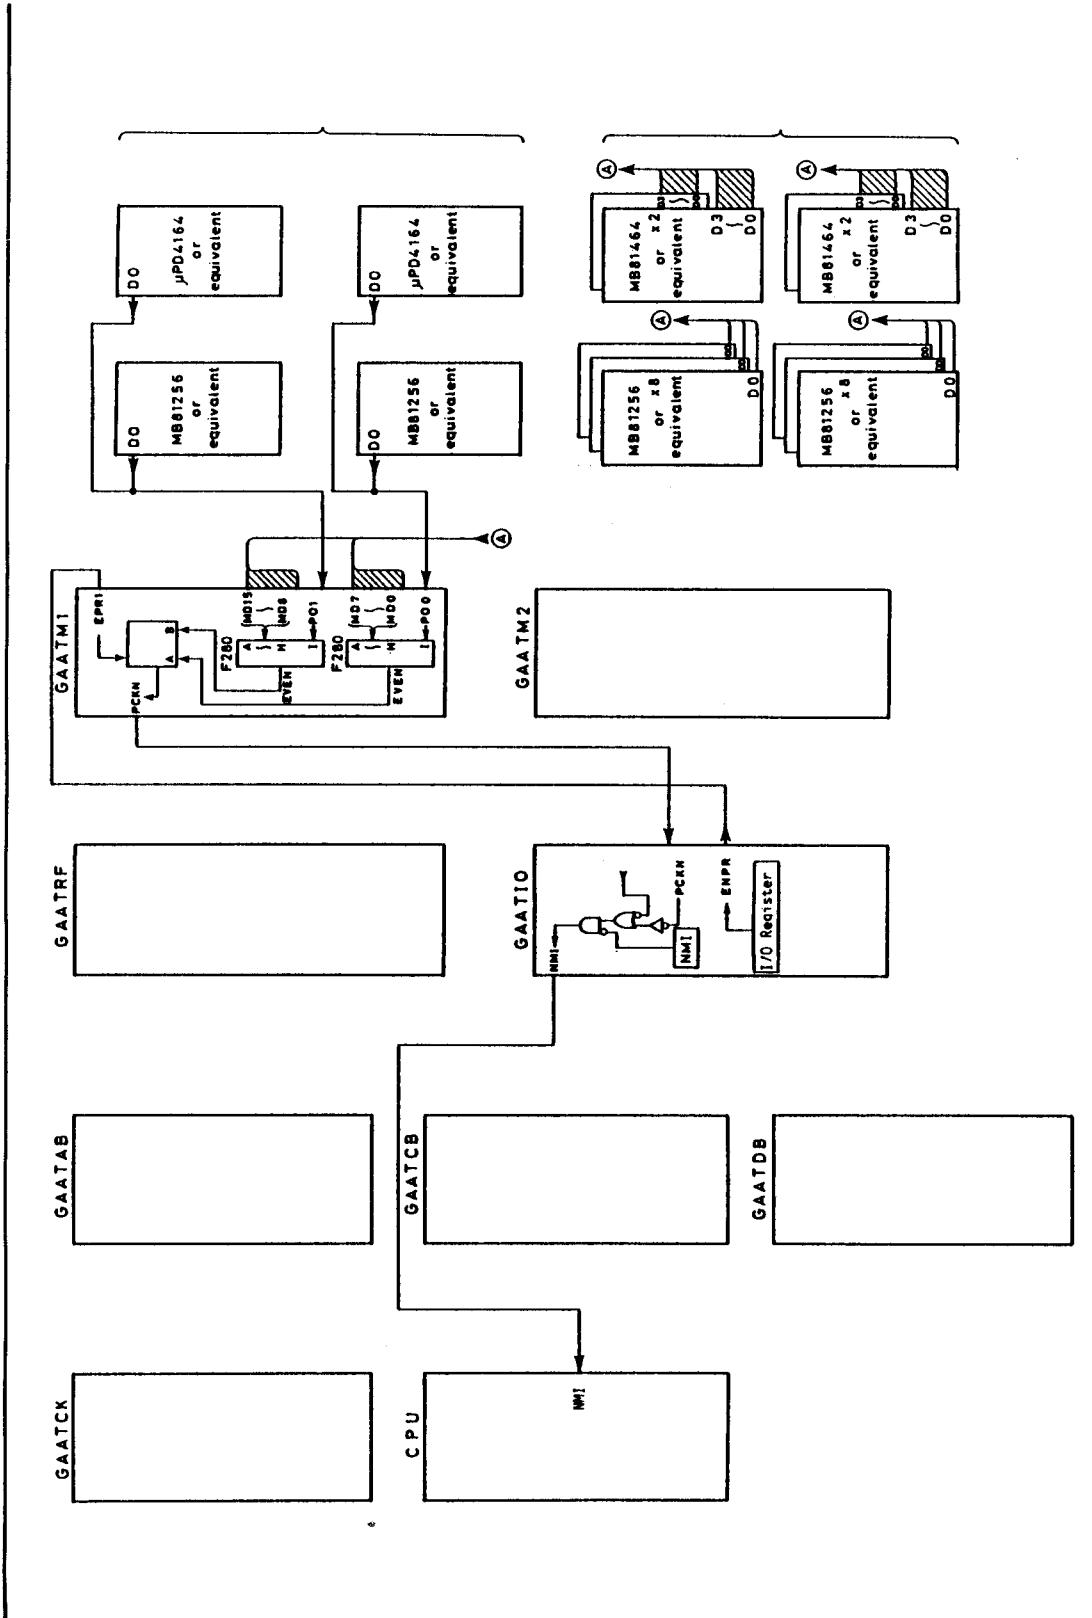 GAATCK
CPU
NMI
GAATAB
GAATCB
GAATDB
GAATRF
GAATIO
NMI
NMI
PCKN
ENPR
I/O Register
GAATM1
PCKN
EPR1
A
B
F280
A
H
I
EVEN
MD15
MD8
PO1
F280
A
H
I
EVEN
MD7
MD0
PO0
A
GAATM2
DO
MB81256
or
equivalent
DO
MB81256
or
equivalent
DO
µPD4164
or
equivalent
DO
µPD4164
or
equivalent
A
MB81256
or x8
equivalent
DO
A
MB81256
or x8
equivalent
DO
A
MB81464
or x2
equivalent
D3
D0
A
MB81464
or x2
equivalent
D3
D0